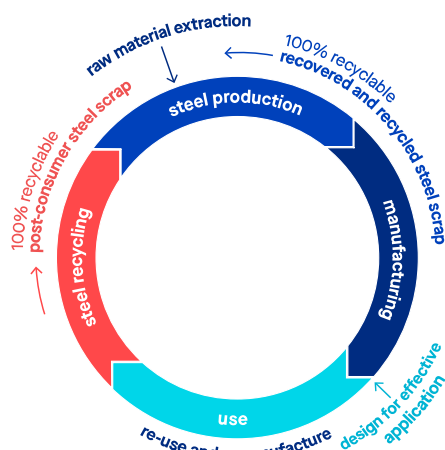 raw material extraction
100% recyclable
recovered and recycled steel scrap
steel production
100% recyclable
post-consumer steel scrap
manufacturing
steel recycling
design for effective
application
use
re-use and